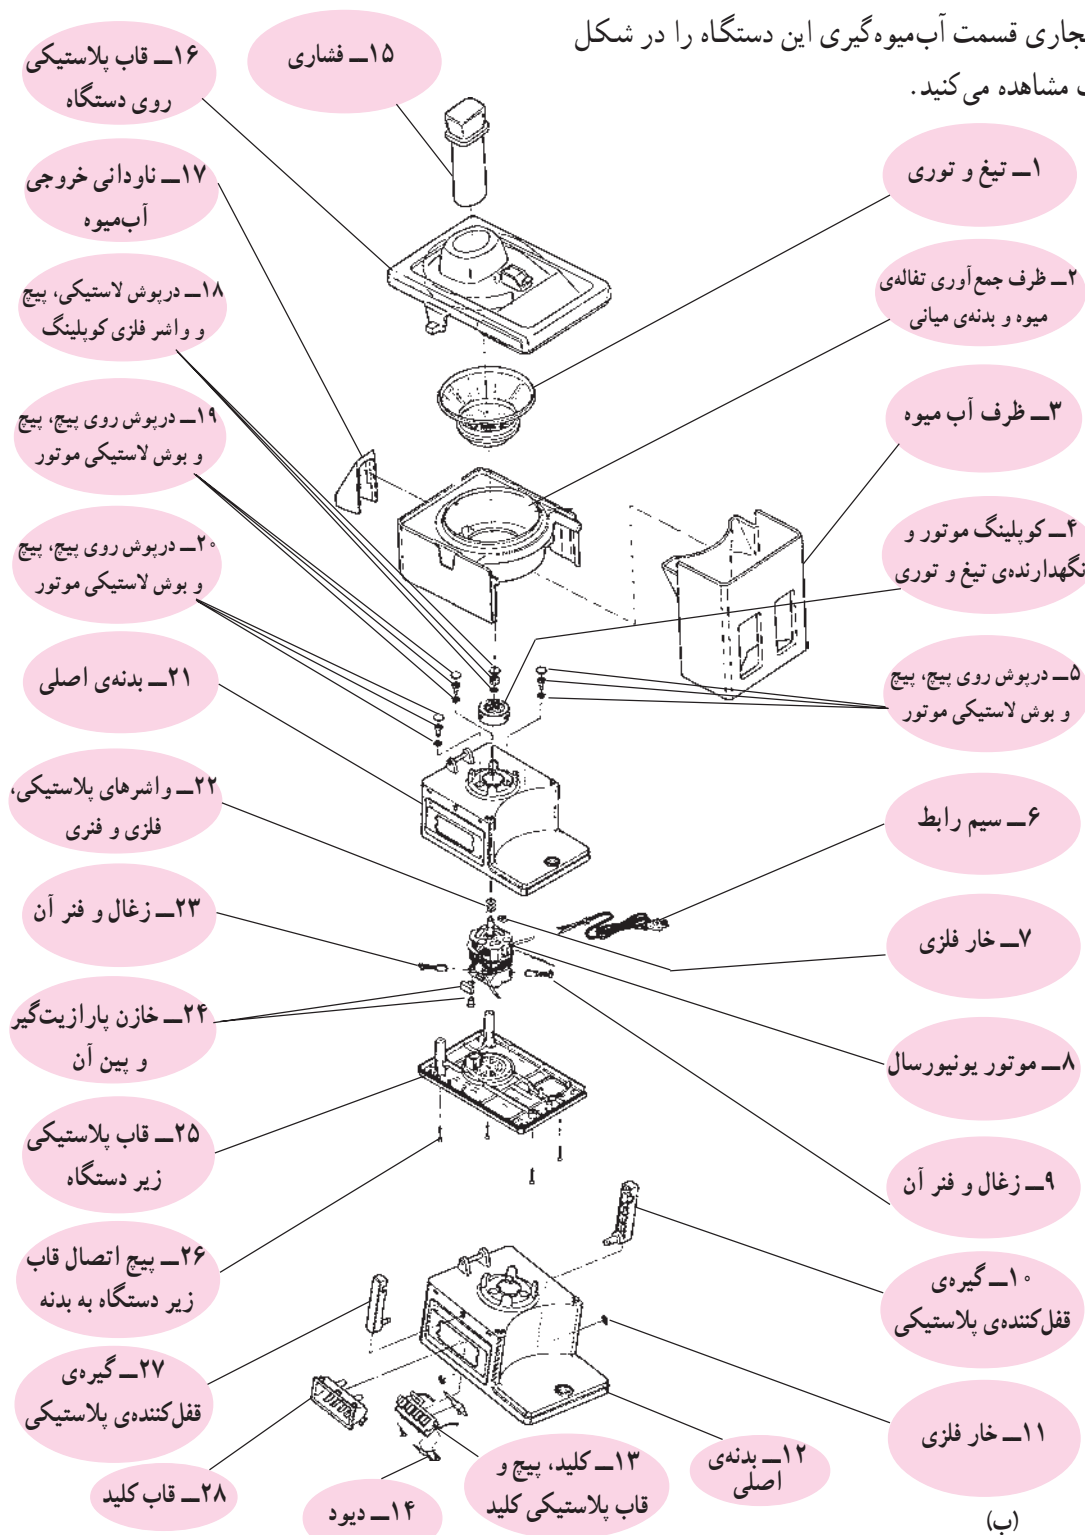 قسمت آب‌میوه‌گیری این دستگاه را در شکل
مشاهده می‌کنید.
۱ــ تیغ و توری
۲ــ ظرف جمع‌آوری تفاله‌ی
میوه و بدنه‌ی میانی
۳ــ ظرف آب میوه
۴ــ کوپلینگ موتور و
نگهدارنده‌ی تیغ و توری
۵ــ درپوش روی پیچ، پیچ
و بوش لاستیکی موتور
۶ــ سیم رابط
۷ــ خار فلزی
۸ــ موتور یونیورسال
۹ــ زغال و فنر آن
۱۰ــ گیره‌ی
قفل‌کننده‌ی پلاستیکی
۱۱ــ خار فلزی
۱۲ــ بدنه‌ی
اصلی
۱۳ــ کلید، پیچ و
قاب پلاستیکی کلید
۱۴ــ دیود
۱۵ــ فشاری
۱۶ــ قاب پلاستیکی
روی دستگاه
۱۷ــ ناودانی خروجی
آب‌میوه
۱۸ــ درپوش لاستیکی، پیچ
و واشر فلزی کوپلینگ
۱۹ــ درپوش روی پیچ، پیچ
و بوش لاستیکی موتور
۲۰ــ درپوش روی پیچ، پیچ
و بوش لاستیکی موتور
۲۱ــ بدنه‌ی اصلی
۲۲ــ واشرهای پلاستیکی،
فلزی و فنری
۲۳ــ زغال و فنر آن
۲۴ــ خازن پارازیت‌گیر
و پین آن
۲۵ــ قاب پلاستیکی
زیر دستگاه
۲۶ــ پیچ اتصال قاب
زیر دستگاه به بدنه
۲۷ــ گیره‌ی
قفل‌کننده‌ی پلاستیکی
۲۸ــ قاب کلید
(ب)